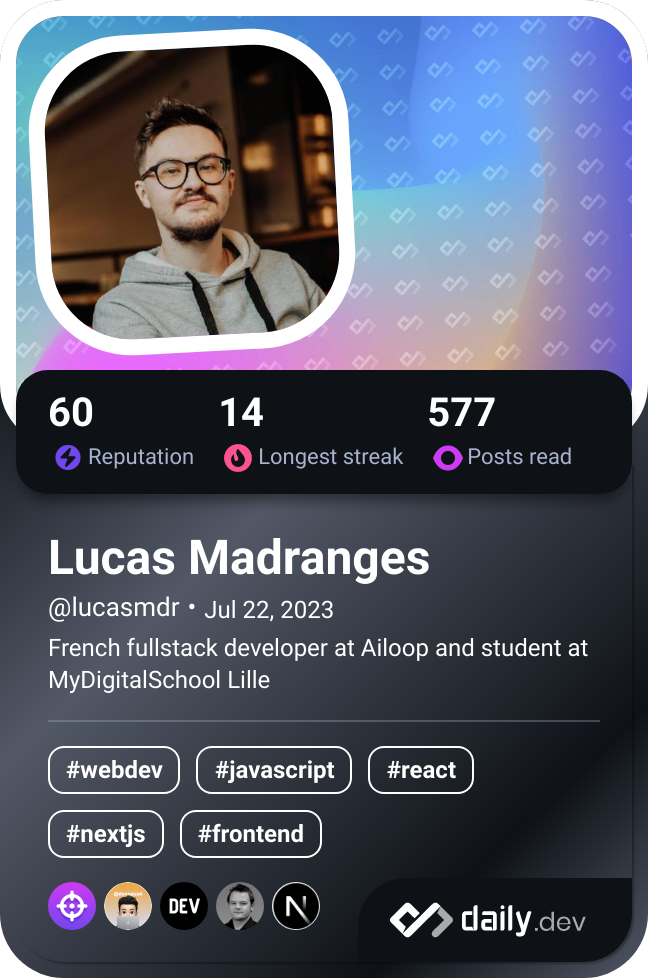 60 14 577
Reputation Longest streak Posts read
Lucas Madranges
@lucasmdr • Jul 22, 2023
French fullstack developer at Ailoop and student at
MyDigitalSchool Lille
#webdev #javascript #react
#nextjs #frontend
DEV N
daily.dev